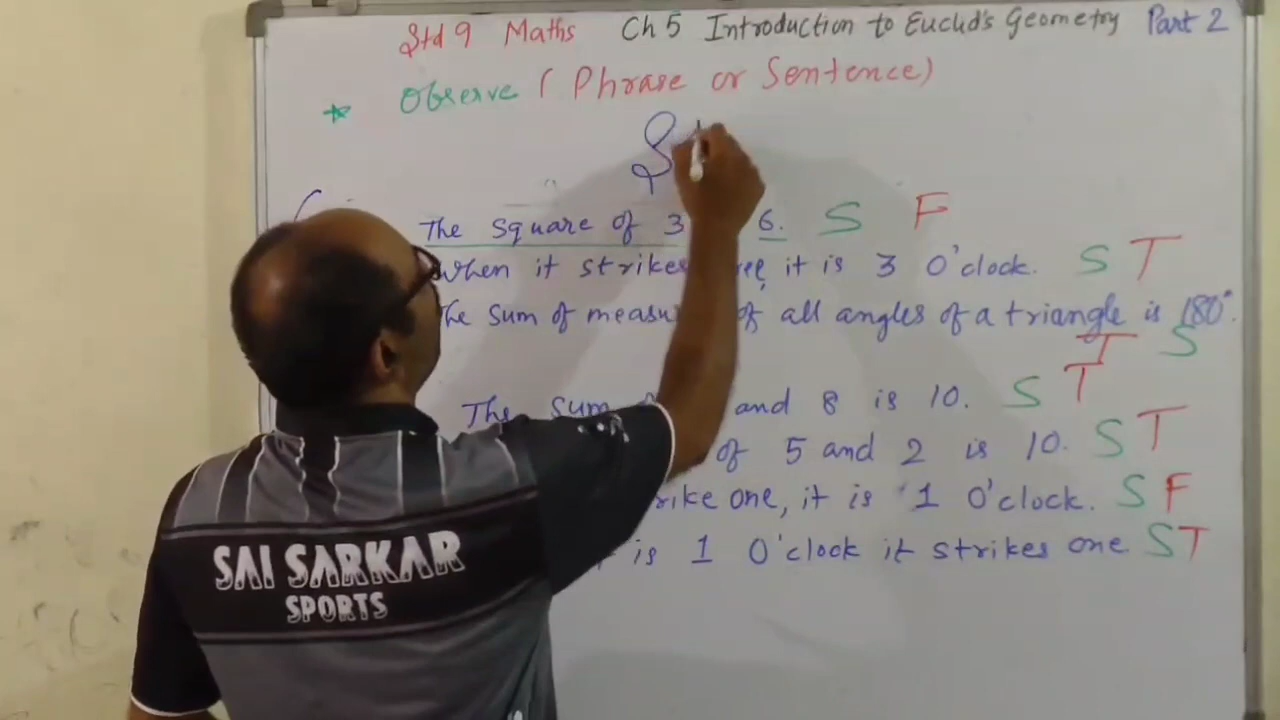 Std 9 Maths Ch 5 Introduction to Euclid's Geometry Part 2
* Observe ( Phrase or Sentence)
S
The square of 3 6. S F
when it strikes it is 3 O'clock. S T
The sum of of all angles of a triangle is 180°.
T S
The sum and 8 is 10. S T
of 5 and 2 is 10. S T
one, it is 1 O'clock. S F
is 1 O'clock it strikes one S T
SAI SARKAR
SPORTS